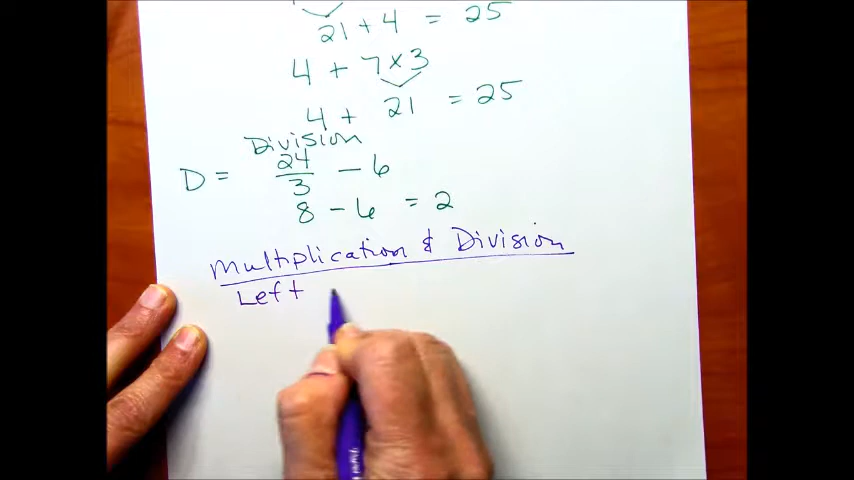 21 + 4 = 25
4 + 7 x 3
4 + 21 = 25
Division
D = 24/3 - 6
8 - 6 = 2
Multiplication & Division
Left